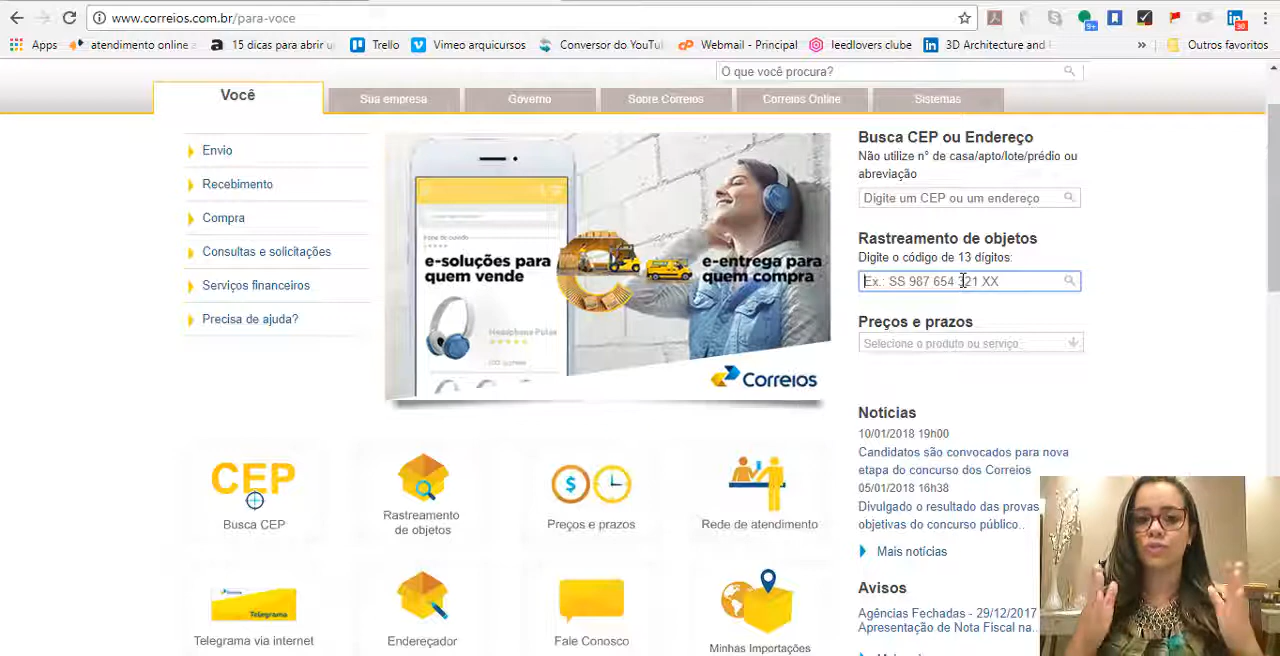 www.correios.com.br/para-voce
9+
30
Apps
atendimento online
15 dicas para abrir u
Trello
Vimeo arquicursos
Conversor do YouTu
Webmail - Principal
leedlovers clube
3D Architecture and
»
Outros favoritos
O que você procura?
Você
Sua empresa
Governo
Sobre Correios
Correios Online
Sistemas
Envio
Recebimento
Compra
Consultas e solicitações
Serviços financeiros
Precisa de ajuda?
e-soluções para
quem vende
e-entrega para
quem compra
Headphone Pulse
Correios
Busca CEP ou Endereço
Não utilize nº de casa/apto/lote/prédio ou
abreviação
Digite um CEP ou um endereço
Rastreamento de objetos
Digite o código de 13 dígitos:
Ex.: SS 987 654 321 XX
Preços e prazos
Selecione o produto ou serviço
Notícias
10/01/2018 19h00
Candidatos são convocados para nova
etapa do concurso dos Correios
05/01/2018 16h38
Divulgado o resultado das provas
objetivas do concurso público..
Mais notícias
Avisos
Agências Fechadas - 29/12/2017
Apresentação de Nota Fiscal na..
CEP
Busca CEP
Rastreamento
de objetos
$
Preços e prazos
Rede de atendimento
Telegrama
Telegrama via internet
Endereçador
Fale Conosco
Minhas Importações